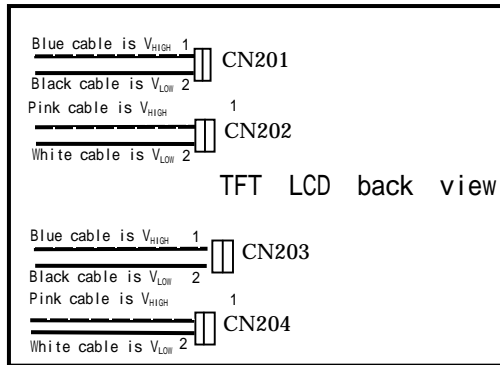 Blue cable is VHIGH 1
CN201
Black cable is VLOW 2
Pink cable is VHIGH 1
CN202
White cable is VLOW 2
TFT LCD back view
Blue cable is VHIGH 1
CN203
Black cable is VLOW 2
Pink cable is VHIGH 1
CN204
White cable is VLOW 2